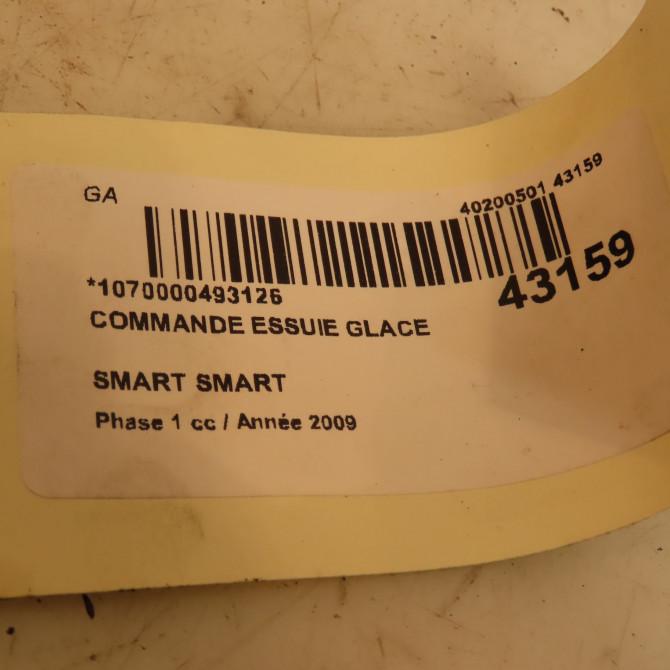 GA
40200501 43159
*1070000493126
43159
COMMANDE ESSUIE GLACE
SMART SMART
Phase 1 cc / Année 2009